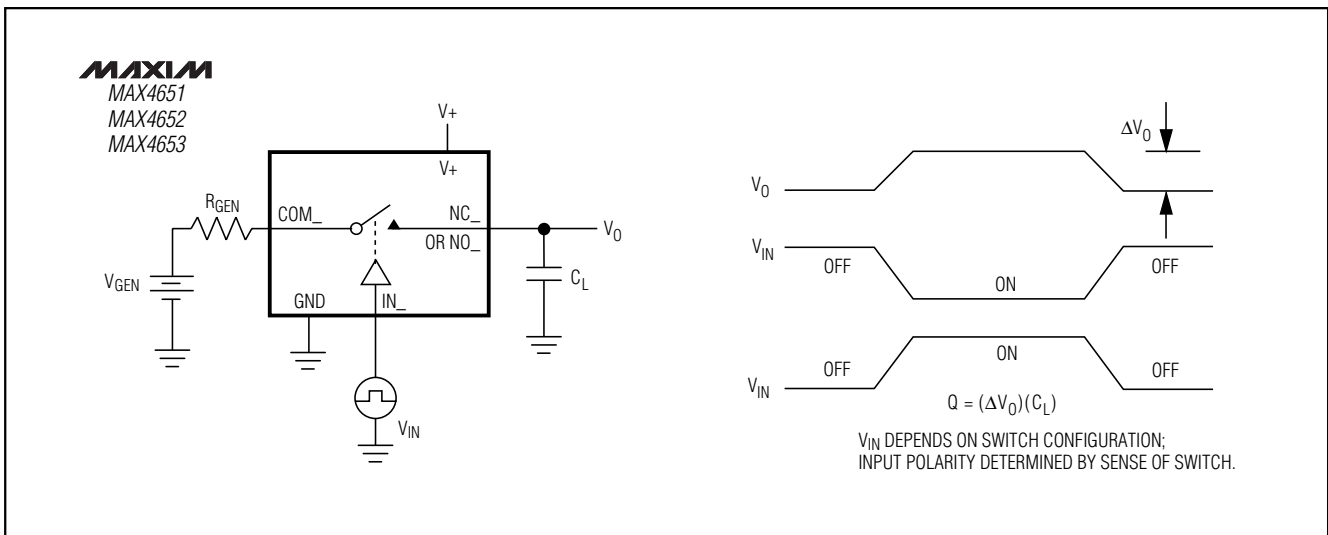 MAXIM
MAX4651
MAX4652
MAX4653
V+
V+
RGEN
COM_
NC_
OR NO_
VO
VGEN
CL
GND
IN_
VIN
ΔVO
VO
VIN
OFF
ON
OFF
VIN
OFF
ON
OFF
Q = (ΔVO)(CL)
VIN DEPENDS ON SWITCH CONFIGURATION;
INPUT POLARITY DETERMINED BY SENSE OF SWITCH.